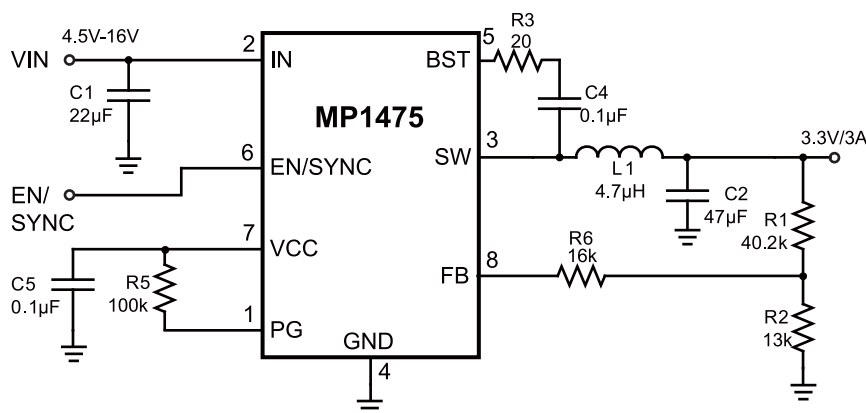 4.5V-16V
VIN
2
IN
C1
22µF
6
EN/SYNC
EN/
SYNC
7
VCC
C5
0.1µF
R5
100k
1
PG
GND
4
MP1475
5
BST
R3
20
C4
0.1µF
3
SW
L1
4.7µH
3.3V/3A
C2
47µF
R1
40.2k
8
FB
R6
16k
R2
13k